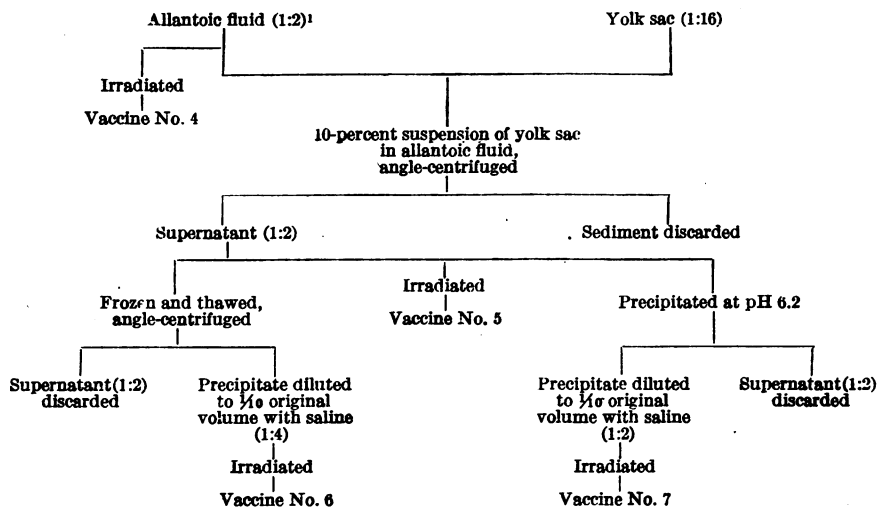 Allantoic fluid (1:2)¹
Yolk sac (1:16)
Irradiated
Vaccine No. 4
10-percent suspension of yolk sac
in allantoic fluid,
angle-centrifuged
Supernatant (1:2)
Sediment discarded
Frozen and thawed,
angle-centrifuged
Irradiated
Vaccine No. 5
Precipitated at pH 6.2
Supernatant (1:2)
discarded
Precipitate diluted
to 1/10 original
volume with saline
(1:4)
Irradiated
Vaccine No. 6
Precipitate diluted
to 1/10 original
volume with saline
(1:2)
Irradiated
Vaccine No. 7
Supernatant (1:2)
discarded